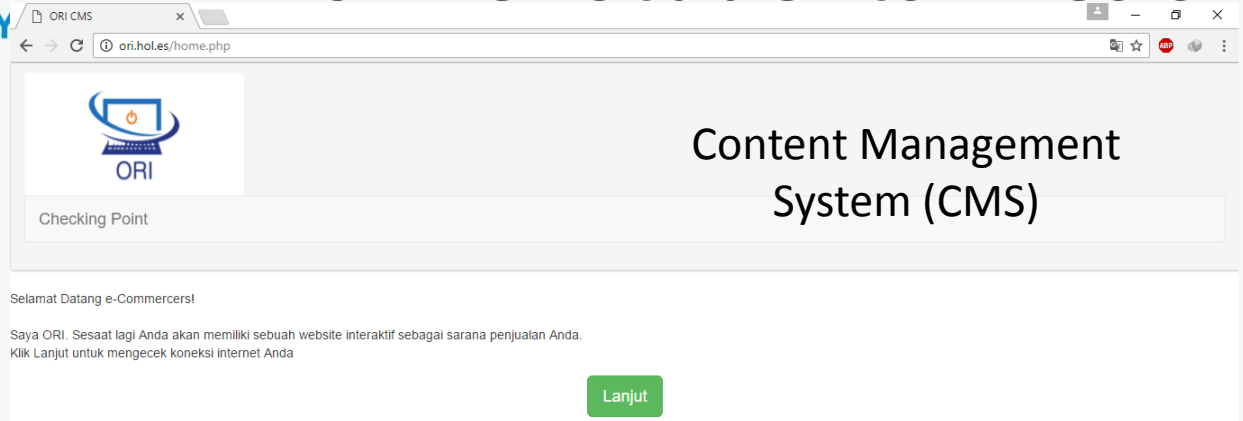 ORI CMS
ori.hol.es/home.php
ABP
ORI
Content Management
System (CMS)
Checking Point
Selamat Datang e-Commercers!
Saya ORI. Sesaat lagi Anda akan memiliki sebuah website interaktif sebagai sarana penjualan Anda.
Klik Lanjut untuk mengecek koneksi internet Anda
Lanjut